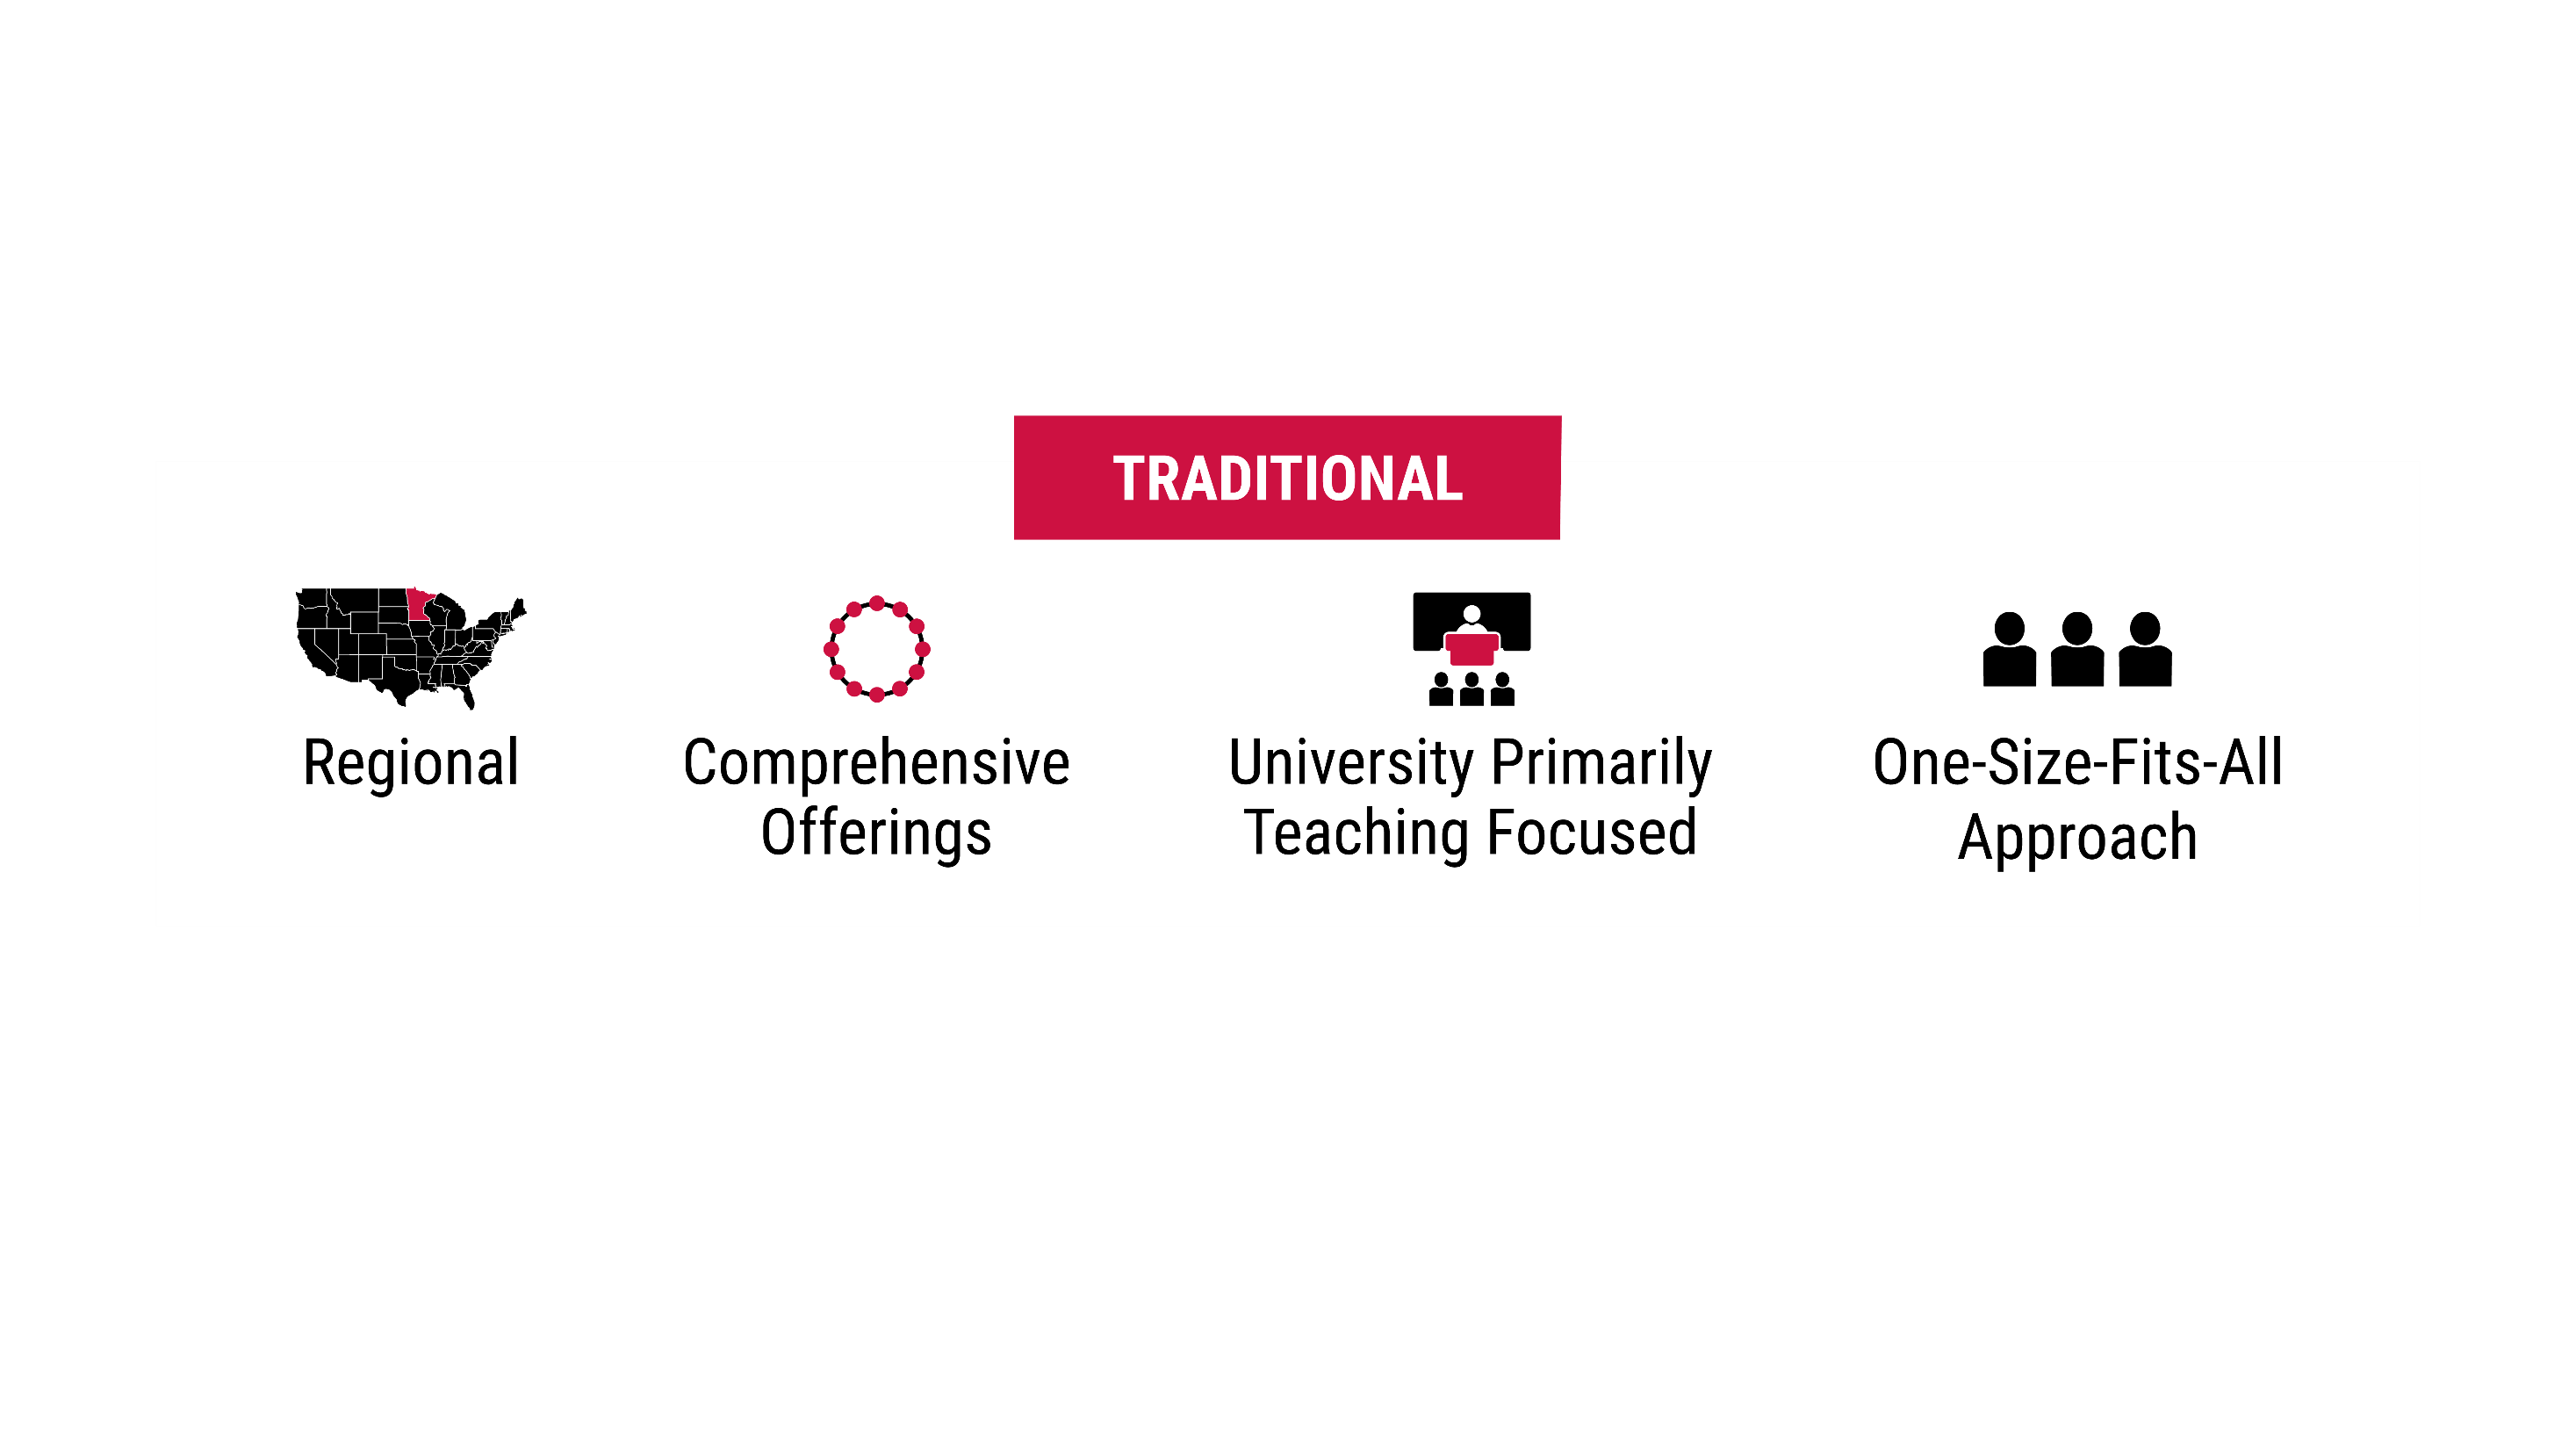 TRADITIONAL
Regional
Comprehensive
Offerings
University Primarily
Teaching Focused
One-Size-Fits-All
Approach